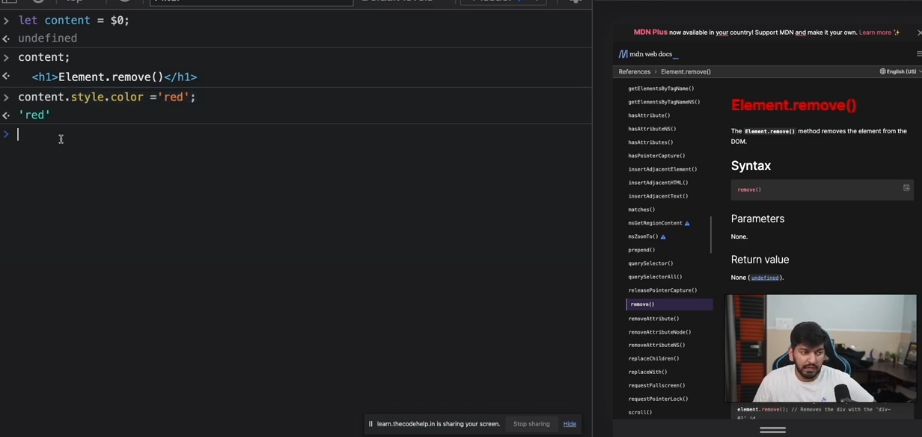 let content = $0;
undefined
content;
<h1>Element.remove()</h1>
content.style.color ='red';
'red'
learn.thecodehelp.in is sharing your screen.
Stop sharing
Hide
MDN Plus now available in your country! Support MDN and make it your own. Learn more ✨
mdn web docs _
References › Element.remove()
English (US)
getElementsByTagName()
getElementsByTagNameNS()
hasAttribute()
hasAttributeNS()
hasAttributes()
hasPointerCapture()
insertAdjacentElement()
insertAdjacentHTML()
insertAdjacentText()
matches()
msGetRegionContent
msZoomTo()
prepend()
querySelector()
querySelectorAll()
releasePointerCapture()
remove()
removeAttribute()
removeAttributeNode()
removeAttributeNS()
replaceChildren()
replaceWith()
requestFullscreen()
requestPointerLock()
scroll()
Element.remove()
The Element.remove() method removes the element from the
DOM.
Syntax
remove()
Parameters
None.
Return value
None (undefined).
element.remove(); // Removes the div with the 'div-